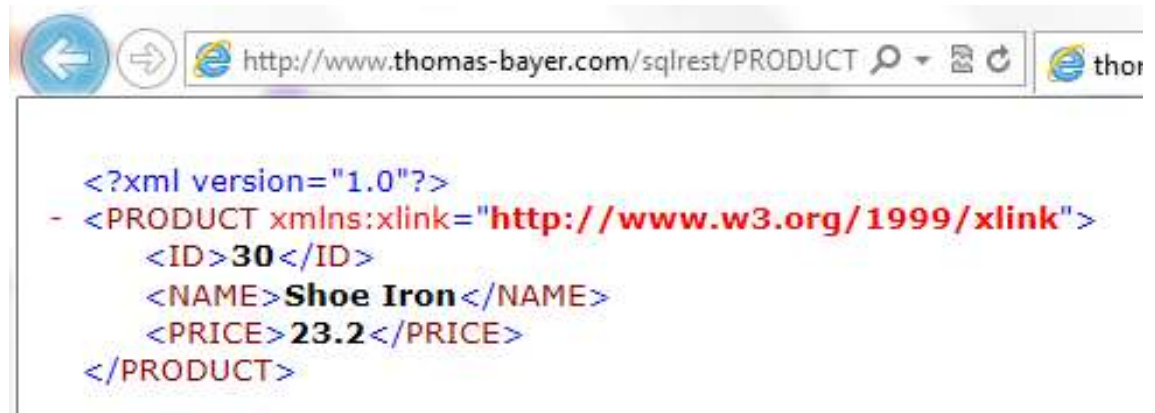 http://www.thomas-bayer.com/sqlrest/PRODUCT
thor
<?xml version="1.0"?>
- <PRODUCT xmlns:xlink="http://www.w3.org/1999/xlink">
<ID>30</ID>
<NAME>Shoe Iron</NAME>
<PRICE>23.2</PRICE>
</PRODUCT>